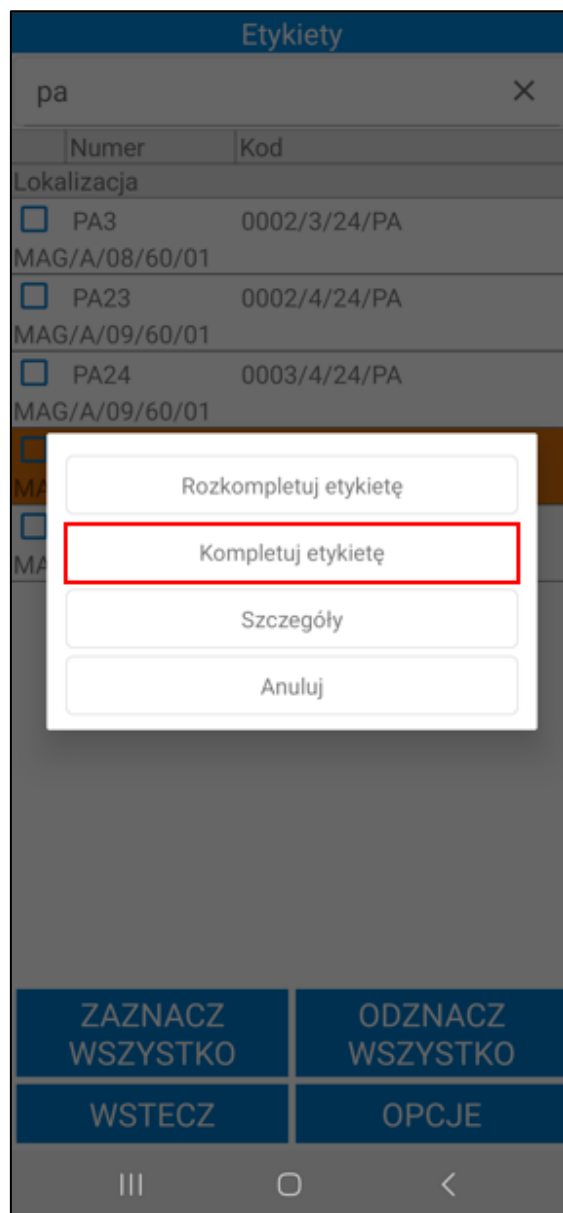 Etykiety
pa
Numer Kod
Lokalizacja
PA3 0002/3/24/PA
MAG/A/08/60/01
PA23 0002/4/24/PA
MAG/A/09/60/01
PA24 0003/4/24/PA
MAG/A/09/60/01
Rozkompletuj etykietę
Kompletuj etykietę
Szczegóły
Anuluj
ZAZNACZ WSZYSTKO
ODZNACZ WSZYSTKO
WSTECZ OPCJE